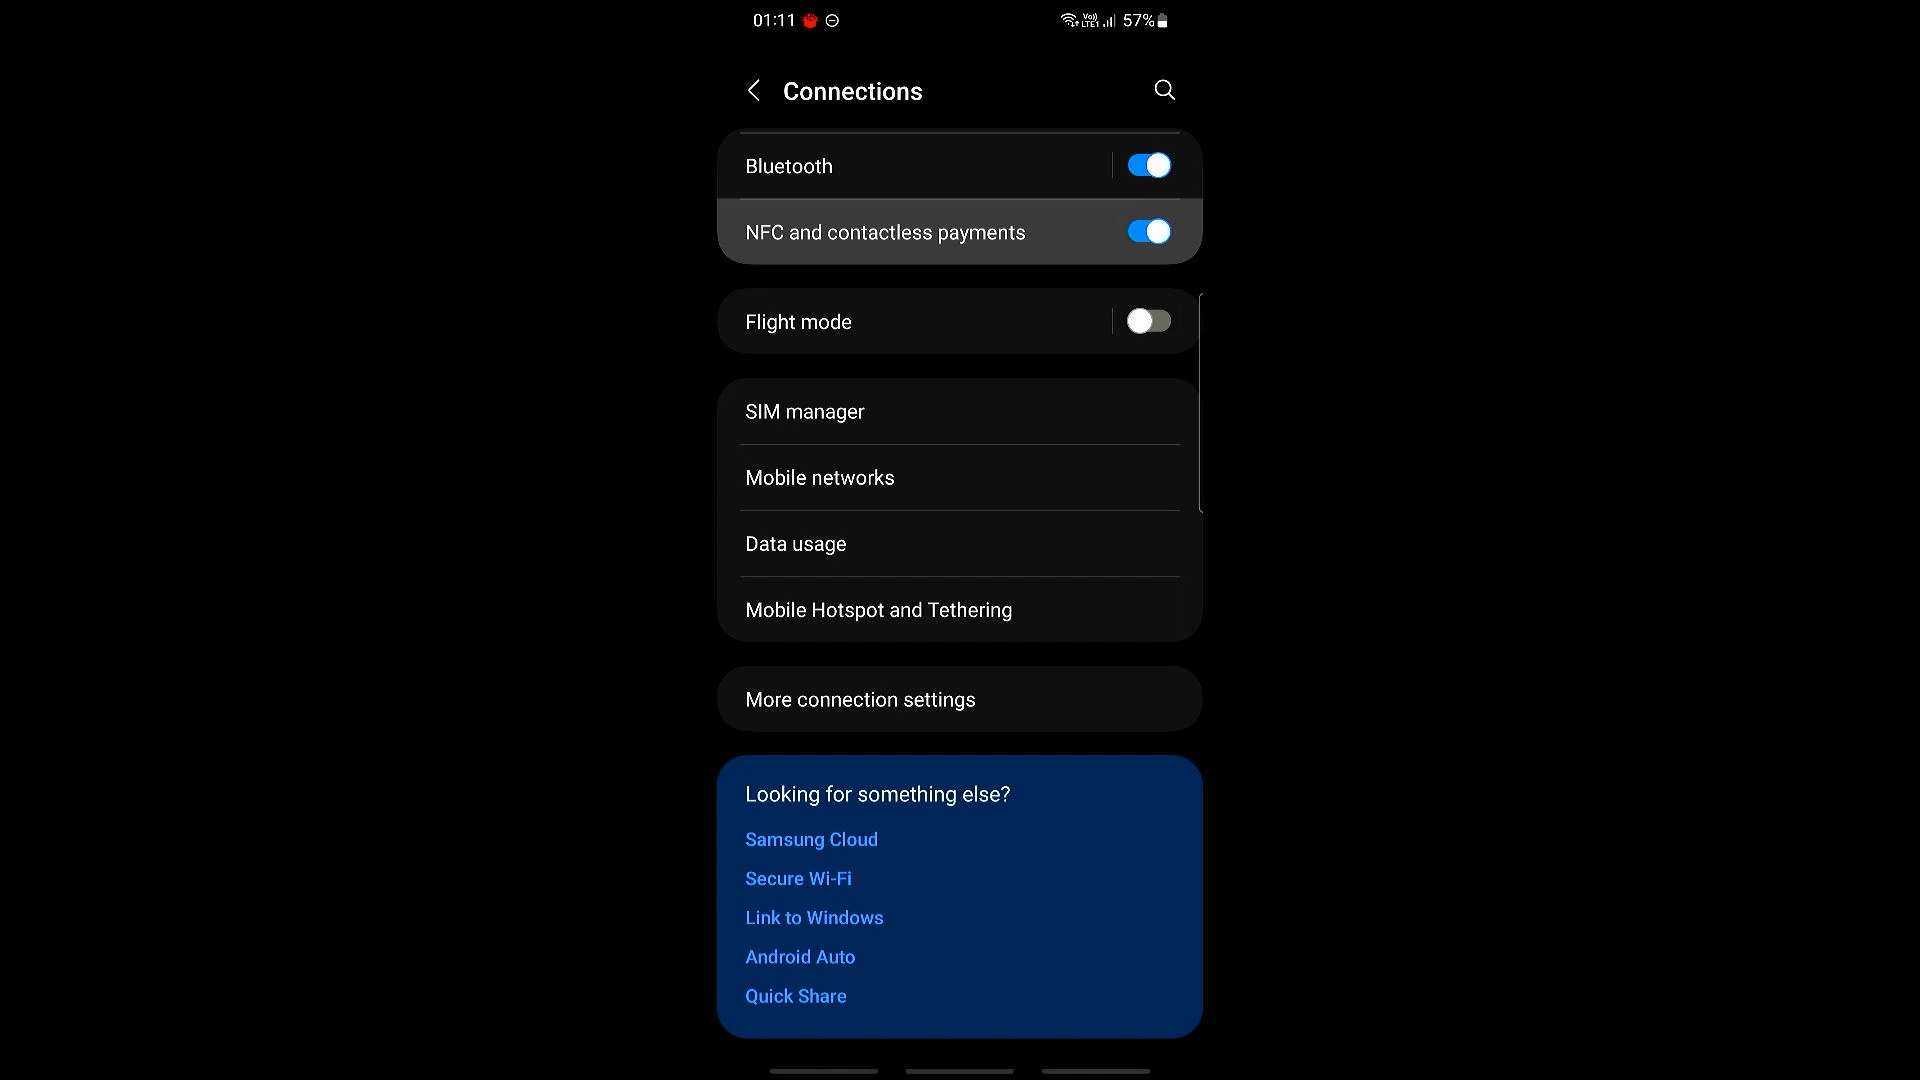 01:11 Vo) LTE1 57%
Connections
Bluetooth
NFC and contactless payments
Flight mode
SIM manager
Mobile networks
Data usage
Mobile Hotspot and Tethering
More connection settings
Looking for something else?
Samsung Cloud
Secure Wi-Fi
Link to Windows
Android Auto
Quick Share